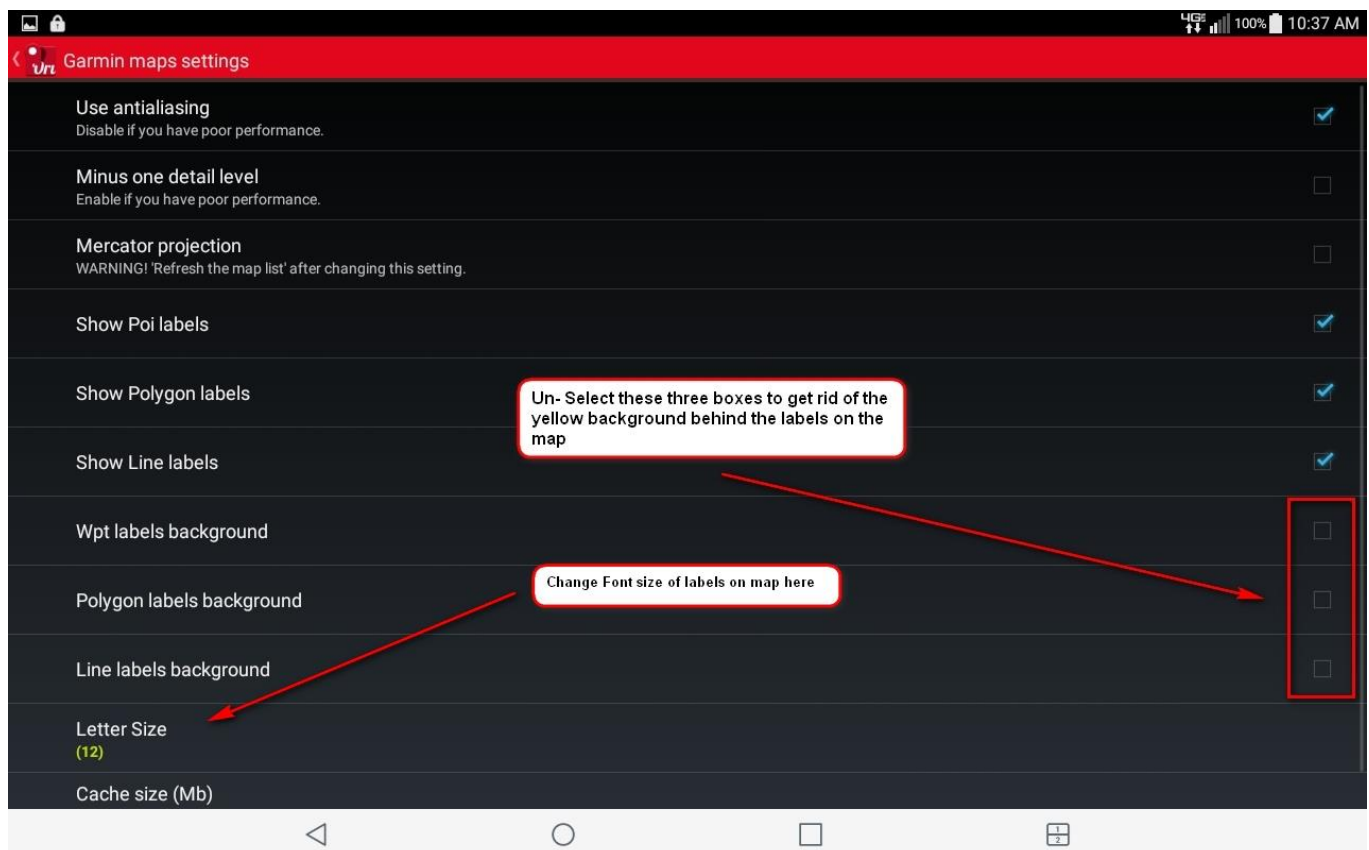 4GE 100% 10:37 AM
Garmin maps settings
Use antialiasing
Disable if you have poor performance.
Minus one detail level
Enable if you have poor performance.
Mercator projection
WARNING! 'Refresh the map list' after changing this setting.
Show Poi labels
Show Polygon labels
Un- Select these three boxes to get rid of the
yellow background behind the labels on the
map
Show Line labels
Wpt labels background
Change Font size of labels on map here
Polygon labels background
Line labels background
Letter Size
(12)
Cache size (Mb)
1
2